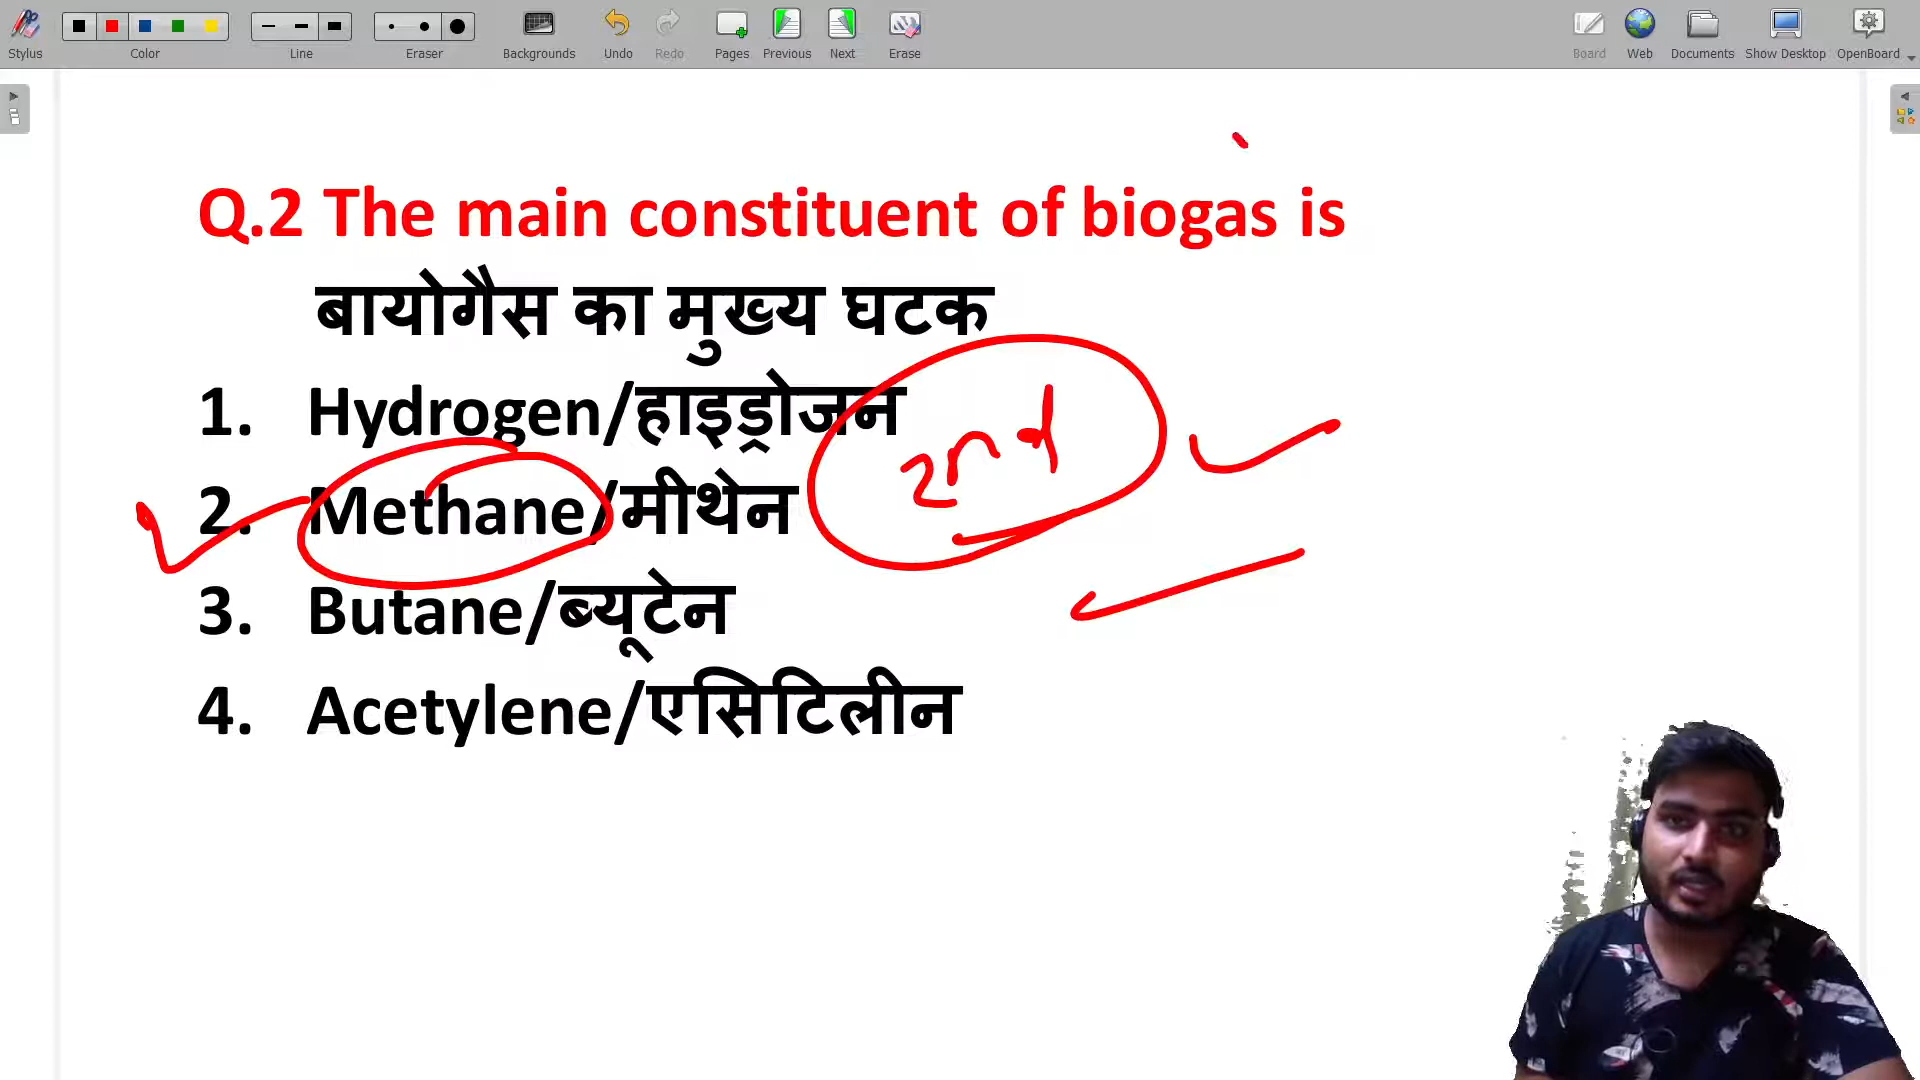 Stylus Color Line Eraser Backgrounds Undo Redo Pages Previous Next Erase Board Web Documents Show Desktop OpenBoard
Q.2 The main constituent of biogas is
बायोगैस का मुख्य घटक
1. Hydrogen/हाइड्रोजन
2nd
2. Methane/मीथेन
3. Butane/ब्यूटेन
4. Acetylene/एसिटिलीन